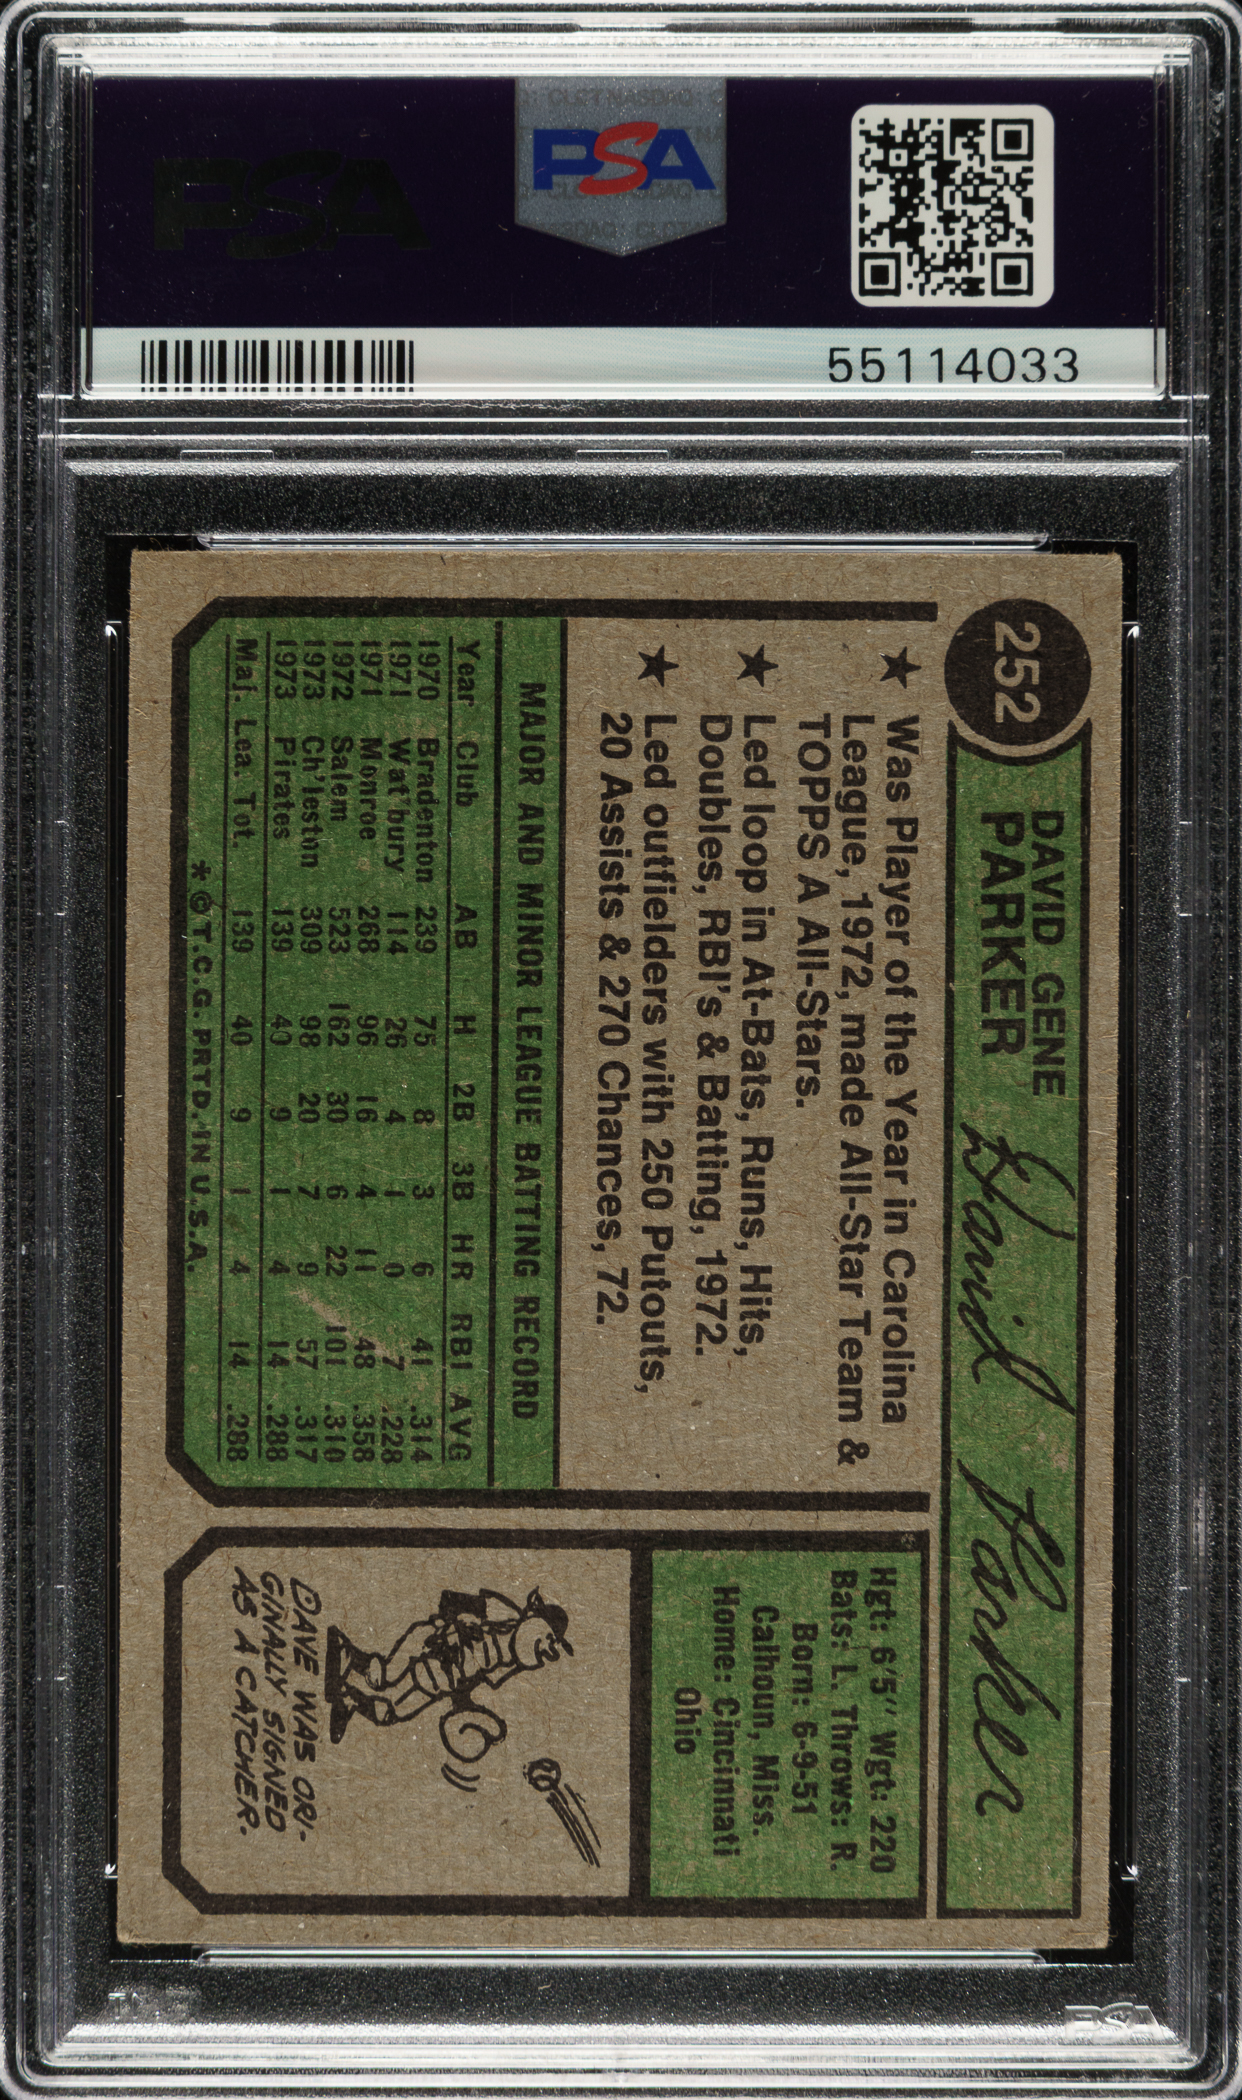 PSA
CLCT NASDAQ
PSA
55114033
252
DAVID GENE
PARKER
David Parker
★ Was Player of the Year in Carolina
League, 1972, made All-Star Team &
TOPPS A All-Stars.
★ Led loop in At-Bats, Runs, Hits,
Doubles, RBI's & Batting, 1972.
★ Led outfielders with 250 Putouts,
20 Assists & 270 Chances, 72.
MAJOR AND MINOR LEAGUE BATTING RECORD
Year Club AB H 2B 3B HR RBI AVG
1970 Bradenton 239 75 8 3 6 41 .314
1971 Wat'bury 114 26 4 1 0 7 .228
1971 Monroe 268 96 16 4 11 48 .358
1972 Salem 523 162 30 6 22 101 .310
1973 Ch'leston 309 98 20 7 9 57 .317
1973 Pirates 139 40 9 1 4 14 .288
Maj. Lea. Tot. 139 40 9 1 4 14 .288
* © T.C.G. PRTD. IN U.S.A.
Hgt: 6'5" Wgt: 220
Bats: L. Throws: R.
Born: 6-9-51
Calhoun, Miss.
Home: Cincinnati
Ohio
DAVE WAS ORI-
GINALLY SIGNED
AS A CATCHER.
PSA